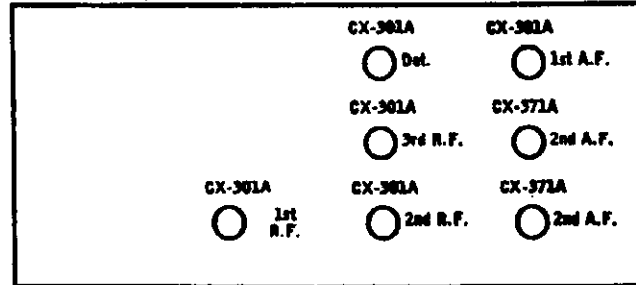 CX-301A CX-301A
Det. 1st A.F.
CX-301A CX-371A
3rd R.F. 2nd A.F.
CX-301A CX-301A CX-371A
1st
R.F. 2nd R.F. 2nd A.F.